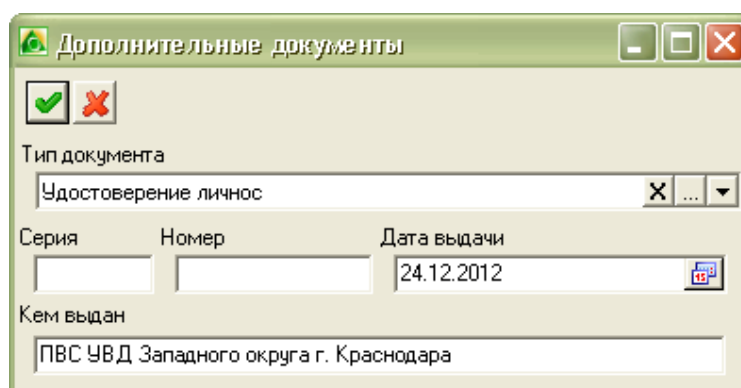 Дополнительные документы
Тип документа
Удостоверение личнос
Серия Номер Дата выдачи
24.12.2012
Кем выдан
ПВС УВД Западного округа г. Краснодара